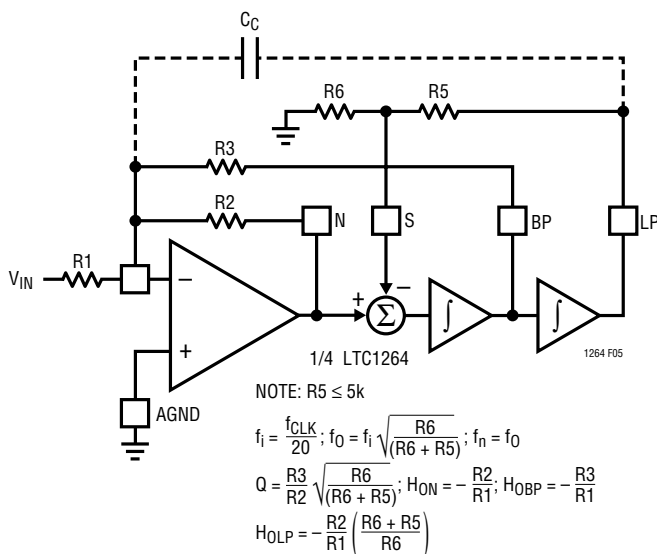 C_C
R6
R5
R3
R2
N
S
BP
LP
V_IN
R1
−
+
+
−
Σ
∫
∫
1/4 LTC1264
1264 F05
AGND
NOTE: R5 ≤ 5k
f_i = f_CLK/20; f_O = f_i √(R6/(R6 + R5)); f_n = f_O
Q = R3/R2 √(R6/(R6 + R5)); H_ON = − R2/R1; H_OBP = − R3/R1
H_OLP = − R2/R1 ((R6 + R5)/R6)